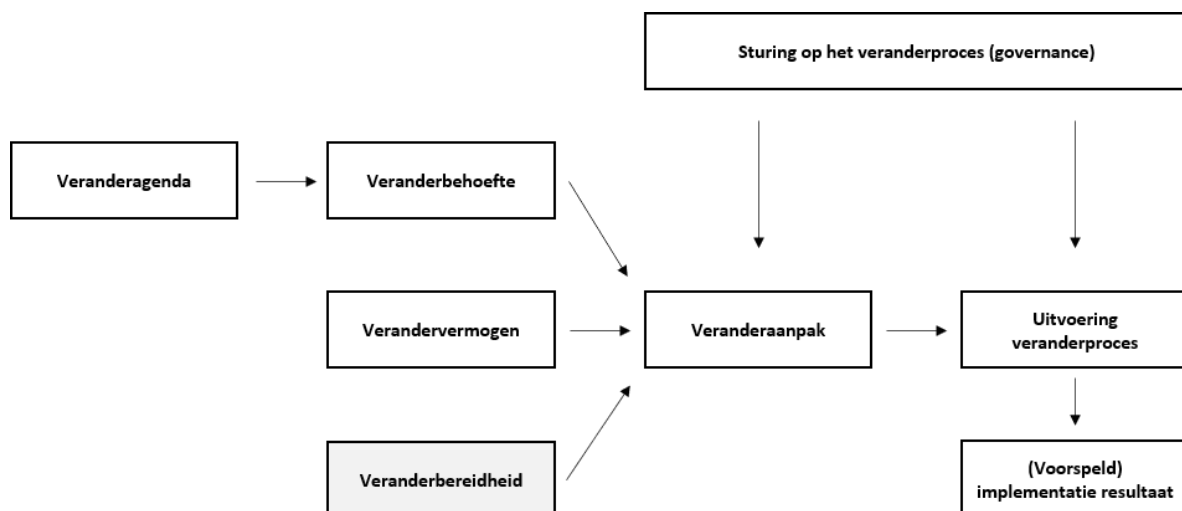 Sturing op het veranderproces (governance)
Veranderagenda
Veranderbehoefte
Verandervermogen
Veranderaanpak
Uitvoering
veranderproces
Veranderbereidheid
(Voorspeld)
implementatie resultaat